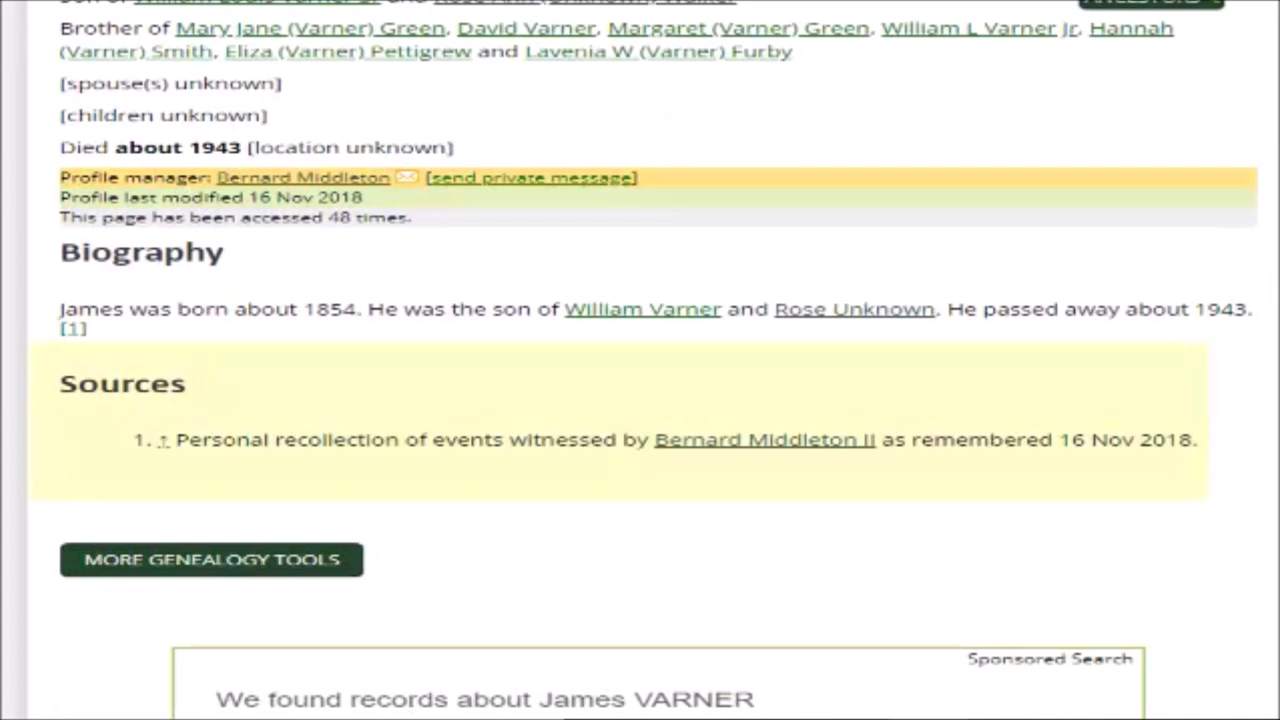 Brother of Mary Jane (Varner) Green, David Varner, Margaret (Varner) Green, William L Varner Jr, Hannah
(Varner) Smith, Eliza (Varner) Pettigrew and Lavenia W (Varner) Furby
[spouse(s) unknown]
[children unknown]
Died about 1943 [location unknown]
Profile manager: Bernard Middleton [send private message]
Profile last modified 16 Nov 2018
This page has been accessed 48 times.
Biography
James was born about 1854. He was the son of William Varner and Rose Unknown. He passed away about 1943.
[1]
Sources
1. ↑ Personal recollection of events witnessed by Bernard Middleton II as remembered 16 Nov 2018.
MORE GENEALOGY TOOLS
Sponsored Search
We found records about James VARNER